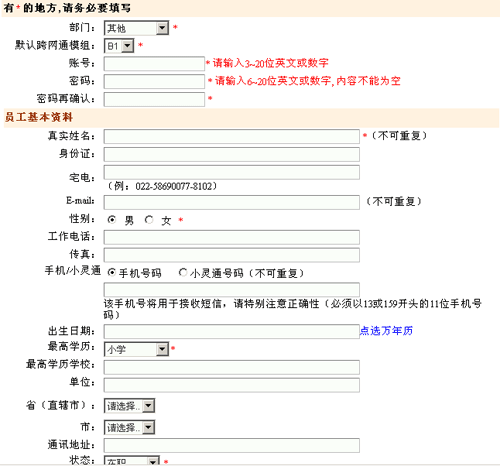 有*的地方,请务必要填写
部门： 其他 *
默认跨网通模组： B1 *
账号： *请输入3~20位英文或数字
密码： *请输入6~20位英文或数字, 内容不能为空
密码再确认： *
员工基本资料
真实姓名： *（不可重复）
身份证：
宅电：
（例：022-58690077-8102）
E-mail： （不可重复）
性别： 男 女 *
工作电话：
传真：
手机/小灵通 手机号码 小灵通号码（不可重复）
该手机号将用于接收短信，请特别注意正确性（必须以13或159开头的11位手机号
码）
出生日期： 点选万年历
最高学历： 小学 *
最高学历学校：
单位：
省（直辖市）： 请选择..
市： 请选择..
通讯地址：
状态： 在职 *